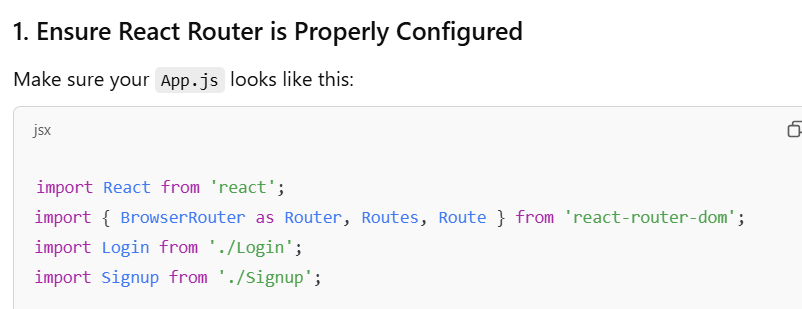 1. Ensure React Router is Properly Configured
Make sure your App.js looks like this:
jsx
import React from 'react';
import { BrowserRouter as Router, Routes, Route } from 'react-router-dom';
import Login from './Login';
import Signup from './Signup';